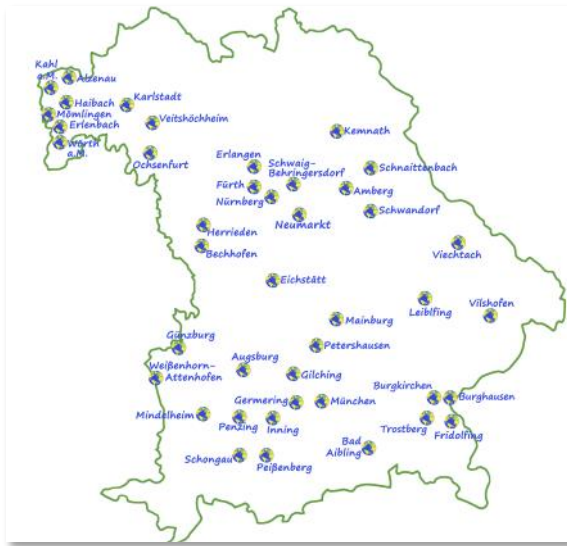 Kahl
a.M.
Alzenau
Haibach
Karlstadt
Mömlingen
Erlenbach
Veitshöchheim
Wörth
a.M.
Ochsenfurt
Kemnath
Erlangen
Schwaig-
Behringersdorf
Schnaittenbach
Fürth
Nürnberg
Amberg
Neumarkt
Schwandorf
Herrieden
Bechhofen
Viechtach
Eichstätt
Leiblfing
Vilshofen
Mainburg
Günzburg
Petershausen
Weißenhorn-
Attenhofen
Augsburg
Gilching
Burgkirchen
Burghausen
Germering
München
Mindelheim
Penzing
Inning
Trostberg
Fridolfing
Bad
Aibling
Schongau
Peißenberg